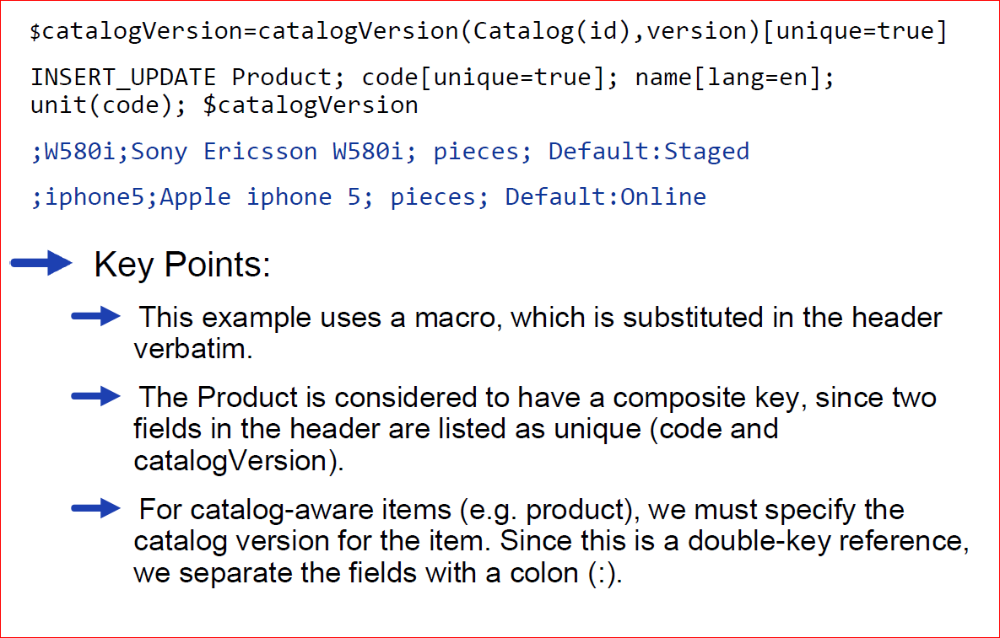 $catalogVersion=catalogVersion(Catalog(id),version)[unique=true]
INSERT_UPDATE Product; code[unique=true]; name[lang=en];
unit(code); $catalogVersion
;W580i;Sony Ericsson W580i; pieces; Default:Staged
;iphone5;Apple iphone 5; pieces; Default:Online
Key Points:
This example uses a macro, which is substituted in the header
verbatim.
The Product is considered to have a composite key, since two
fields in the header are listed as unique (code and
catalogVersion).
For catalog-aware items (e.g. product), we must specify the
catalog version for the item. Since this is a double-key reference,
we separate the fields with a colon (:).